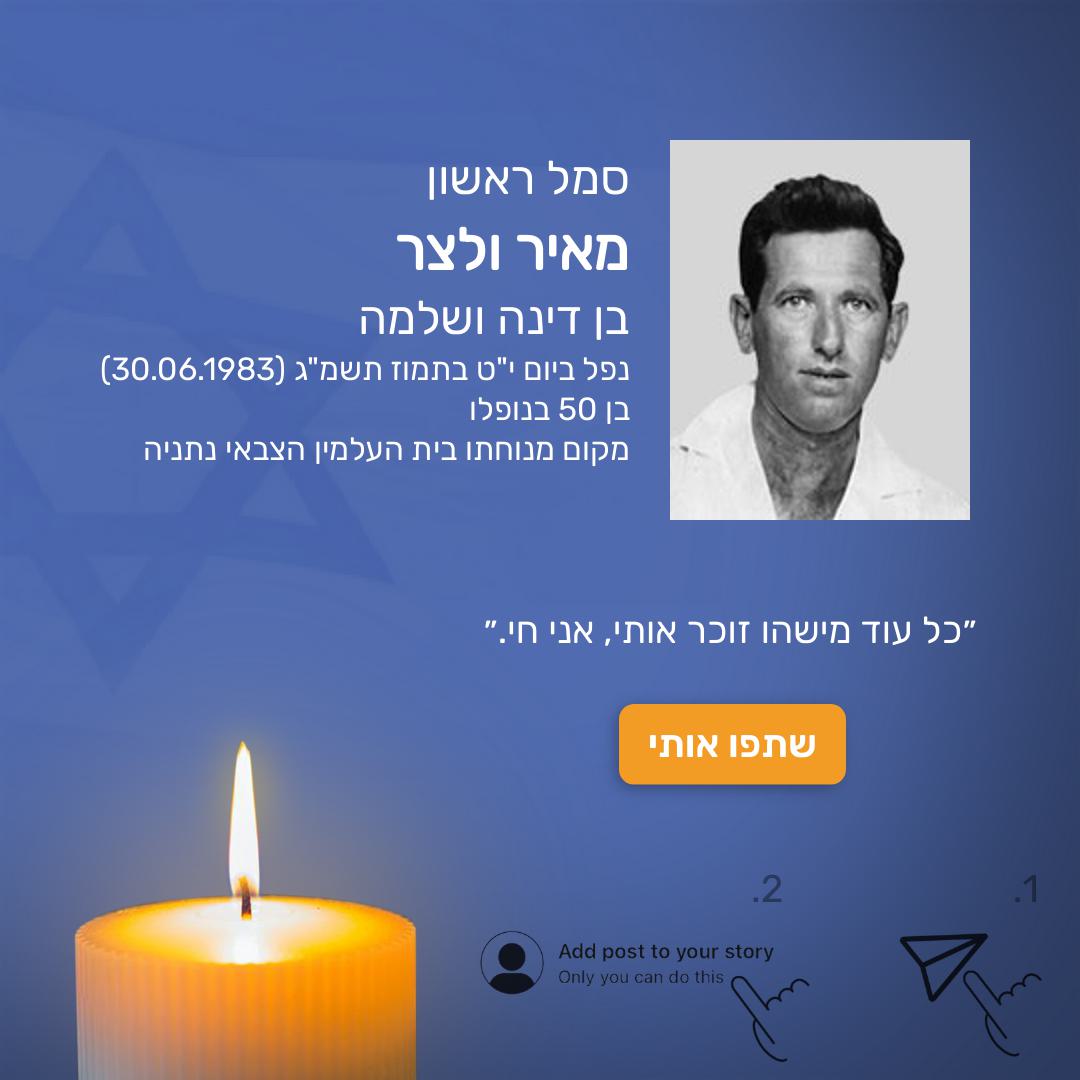 סמל ראשון
מאיר ולצר
בן דינה ושלמה
נפל ביום י"ט בתמוז תשמ"ג (30.06.1983)
בן 50 בנופלו
מקום מנוחתו בית העלמין הצבאי נתניה
״כל עוד מישהו זוכר אותי, אני חי.״
שתפו אותי
.1
.2
Add post to your story
Only you can do this